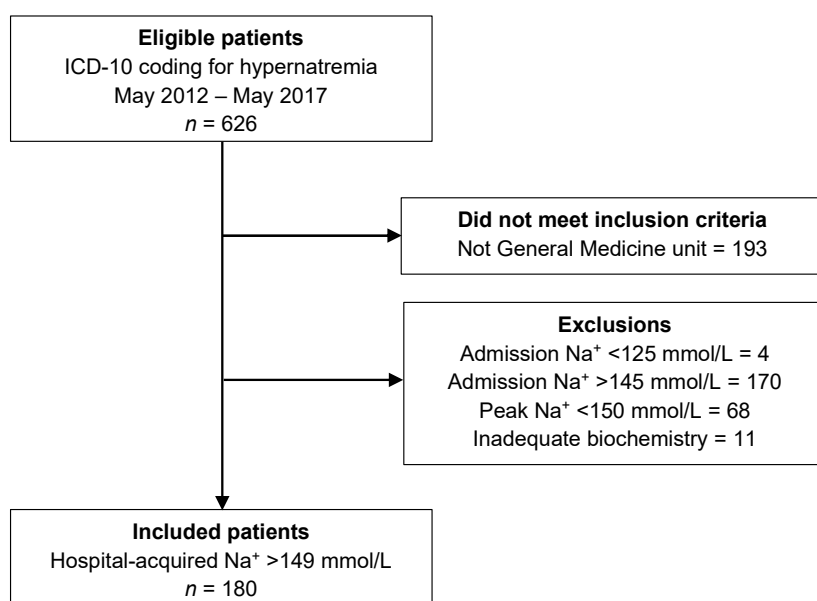 Eligible patients
ICD-10 coding for hypernatremia
May 2012 – May 2017
n = 626
Did not meet inclusion criteria
Not General Medicine unit = 193
Exclusions
Admission Na⁺ <125 mmol/L = 4
Admission Na⁺ >145 mmol/L = 170
Peak Na⁺ <150 mmol/L = 68
Inadequate biochemistry = 11
Included patients
Hospital-acquired Na⁺ >149 mmol/L
n = 180